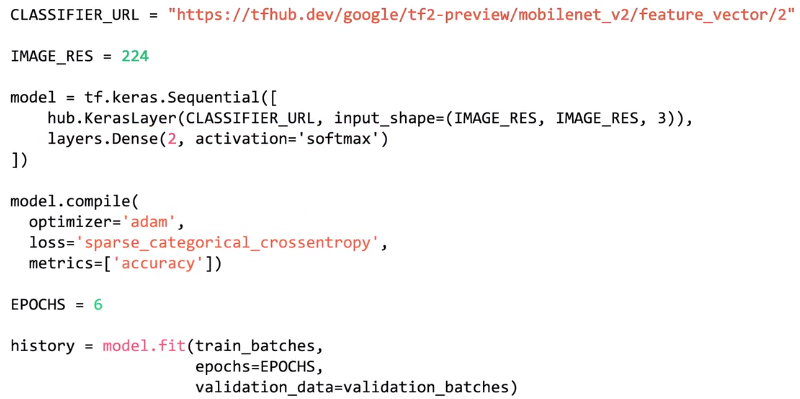 CLASSIFIER_URL = "https://tfhub.dev/google/tf2-preview/mobilenet_v2/feature_vector/2"
IMAGE_RES = 224
model = tf.keras.Sequential([
    hub.KerasLayer(CLASSIFIER_URL, input_shape=(IMAGE_RES, IMAGE_RES, 3)),
    layers.Dense(2, activation='softmax')
])
model.compile(
  optimizer='adam',
  loss='sparse_categorical_crossentropy',
  metrics=['accuracy'])
EPOCHS = 6
history = model.fit(train_batches,
                    epochs=EPOCHS,
                    validation_data=validation_batches)